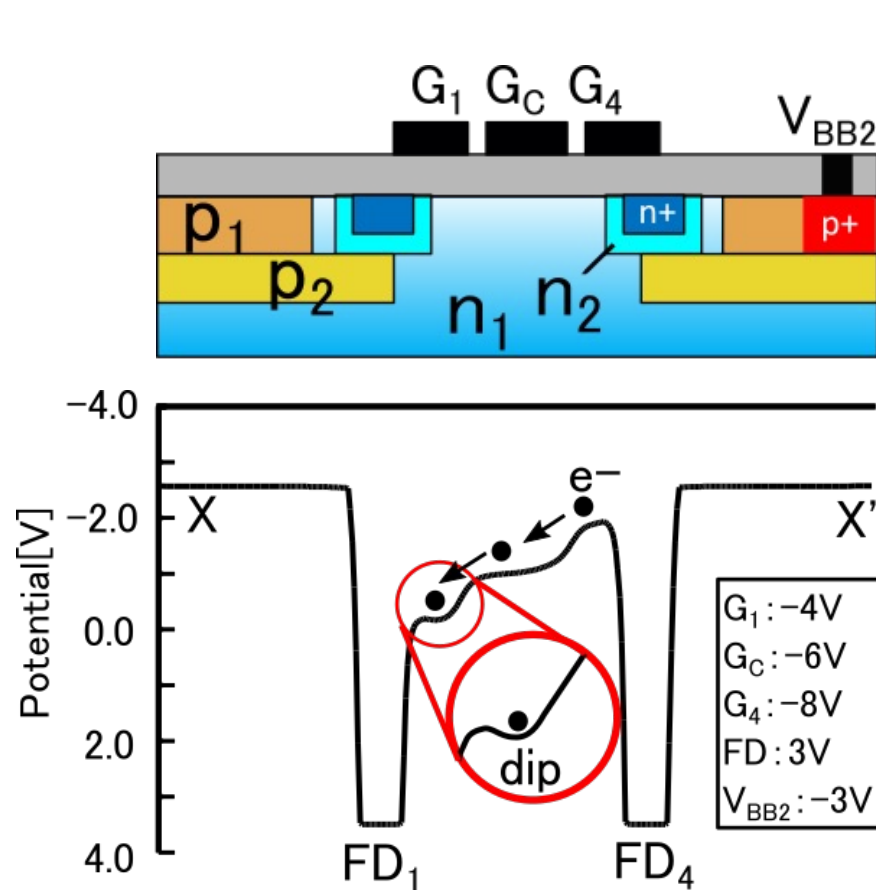 G1 GC G4
VBB2
p1
n+
p+
p2
n1
n2
−4.0
e−
X
−2.0
X'
Potential[V]
0.0
2.0
4.0
dip
G1:−4V
GC:−6V
G4:−8V
FD:3V
VBB2:−3V
FD1
FD4